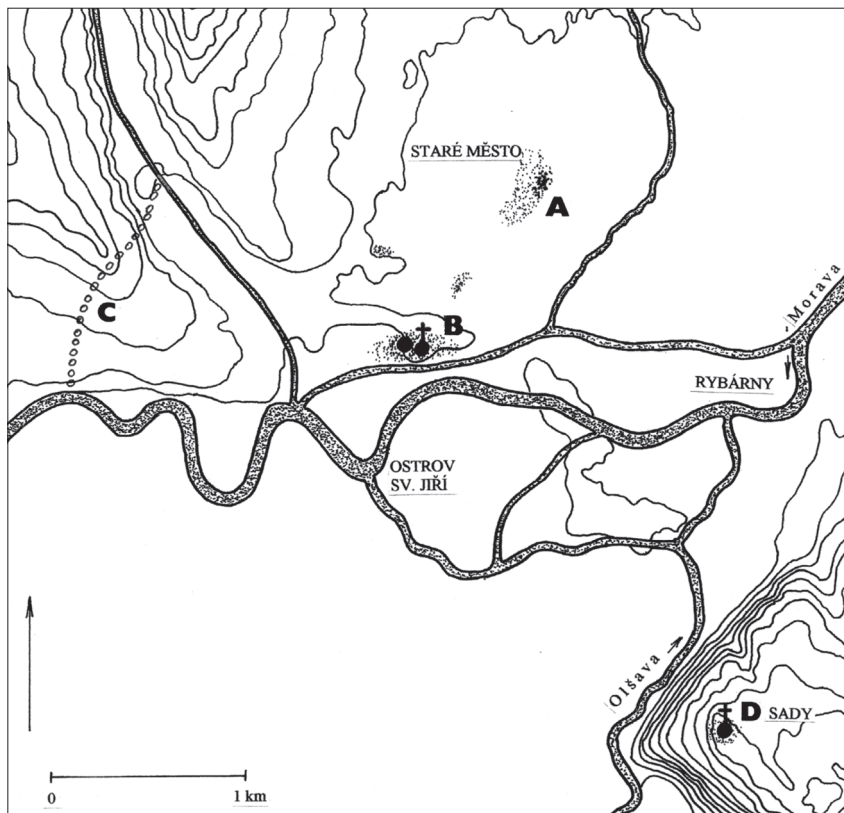 STARÉ MĚSTO
A
Morava
C
B
RYBÁRNY
OSTROV
SV. JIŘÍ
Olšava
D SADY
0 1 km